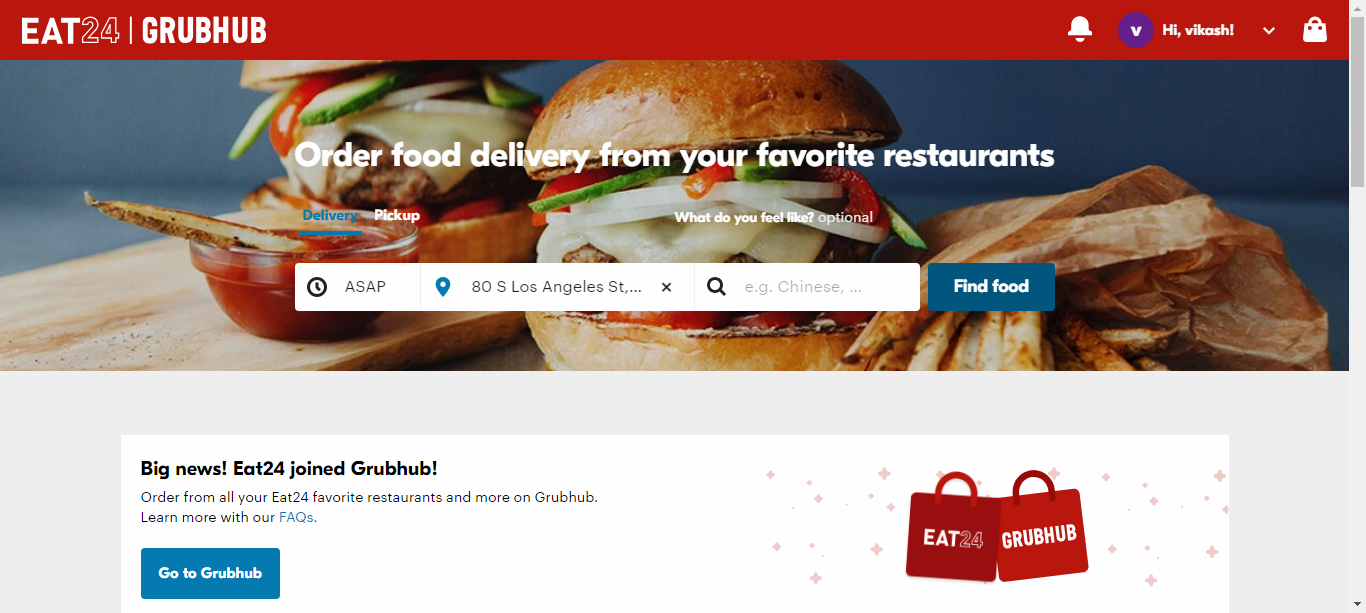 EAT24 | GRUBHUB
v
Hi, vikash!
Order food delivery from your favorite restaurants
Delivery Pickup
What do you feel like? optional
ASAP
80 S Los Angeles St,...
e.g. Chinese, ...
Find food
Big news! Eat24 joined Grubhub!
Order from all your Eat24 favorite restaurants and more on Grubhub.
Learn more with our FAQs.
Go to Grubhub
EAT24
GRUBHUB